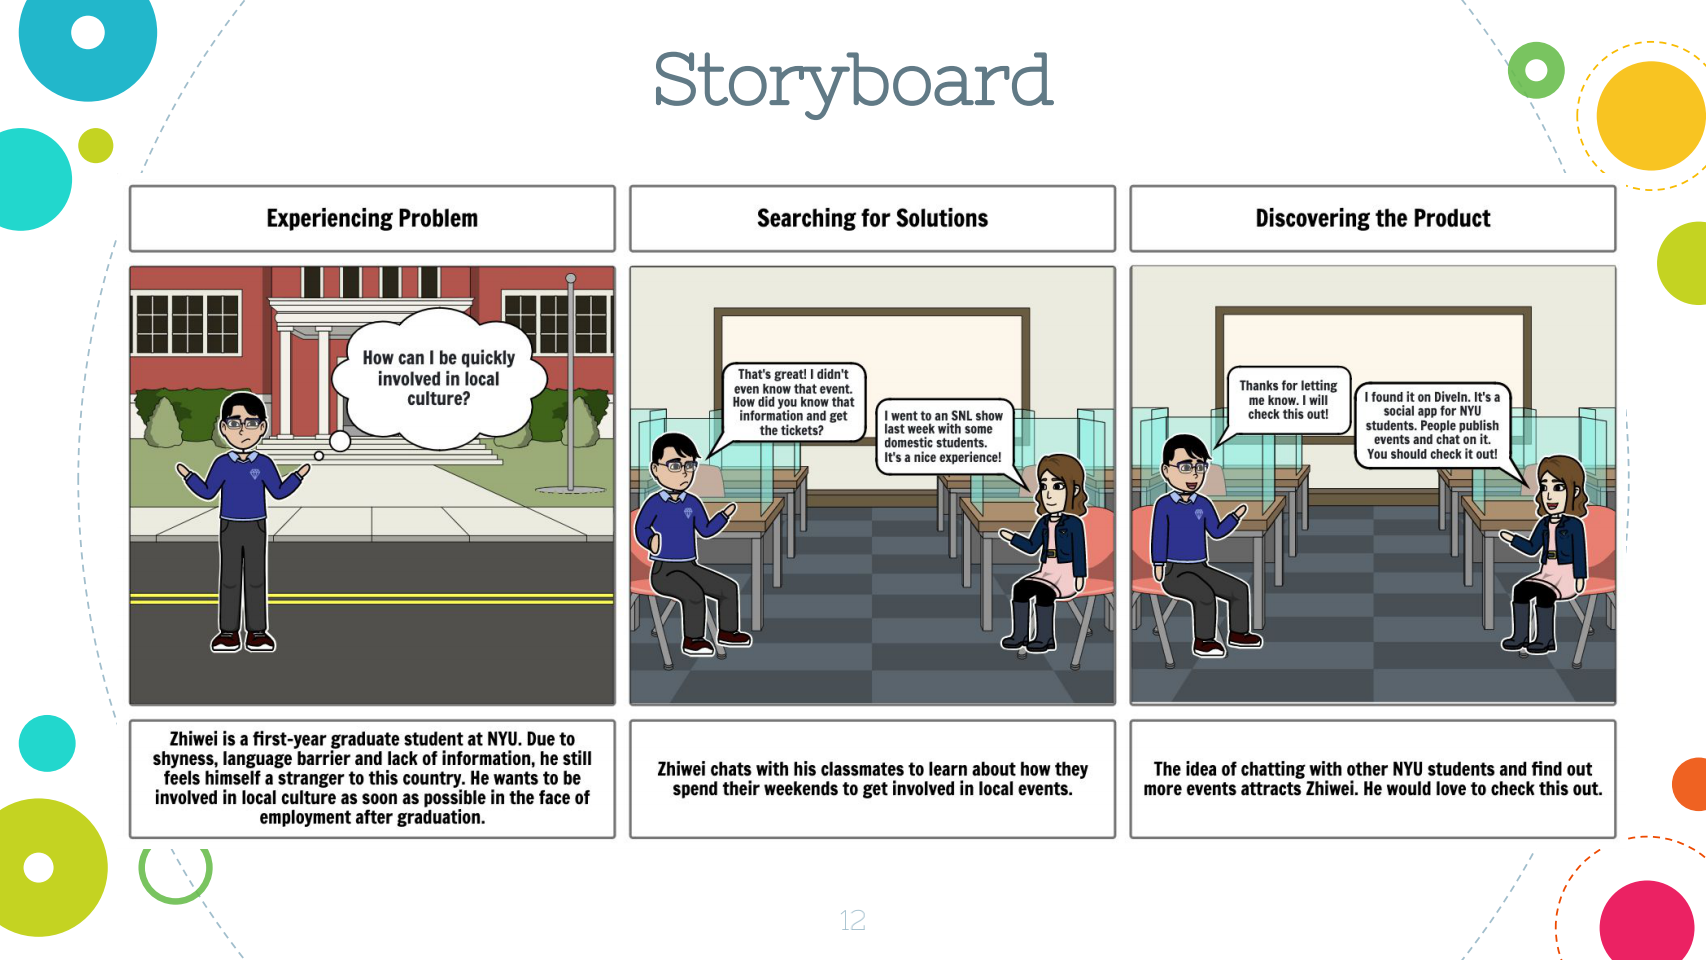 Storyboard
Experiencing Problem
Searching for Solutions
Discovering the Product
How can I be quickly
involved in local
culture?
That's great! I didn't
even know that event.
How did you know that
information and get
the tickets?
I went to an SNL show
last week with some
domestic students.
It's a nice experience!
Thanks for letting
me know. I will
check this out!
I found it on DiveIn. It's a
social app for NYU
students. People publish
events and chat on it.
You should check it out!
Zhiwei is a first-year graduate student at NYU. Due to
shyness, language barrier and lack of information, he still
feels himself a stranger to this country. He wants to be
involved in local culture as soon as possible in the face of
employment after graduation.
Zhiwei chats with his classmates to learn about how they
spend their weekends to get involved in local events.
The idea of chatting with other NYU students and find out
more events attracts Zhiwei. He would love to check this out.
12